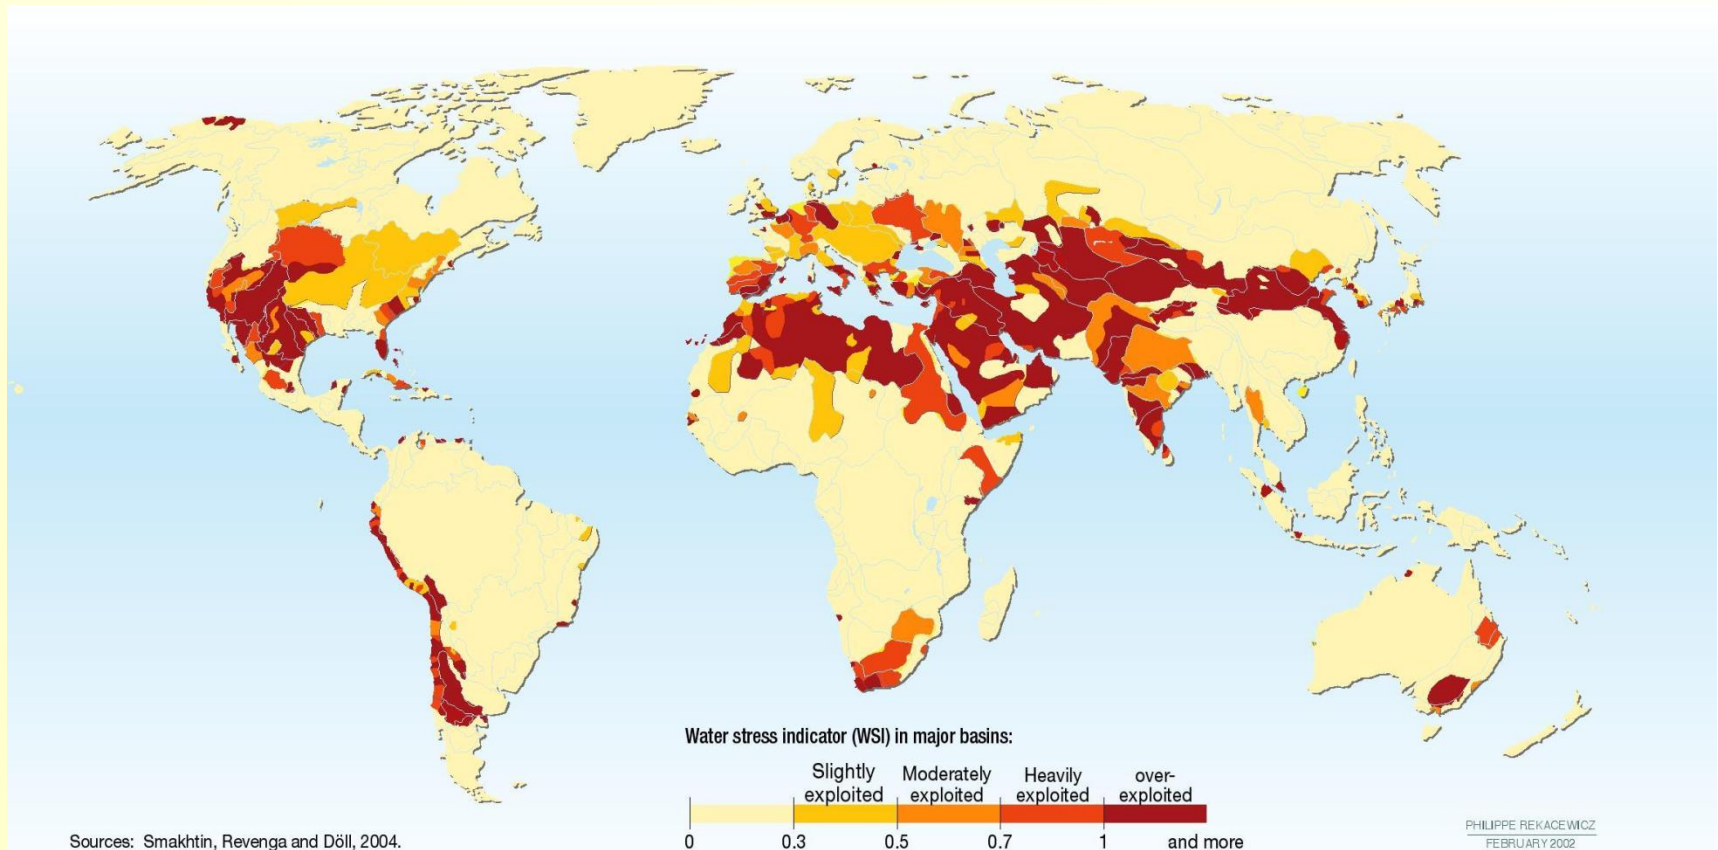 Water stress indicator (WSI) in major basins:
Slightly exploited
Moderately exploited
Heavily exploited
over-exploited
0 0.3 0.5 0.7 1 and more
Sources: Smakhtin, Revenga and Döll, 2004.
PHILIPPE REKACEWICZ
FEBRUARY 2002